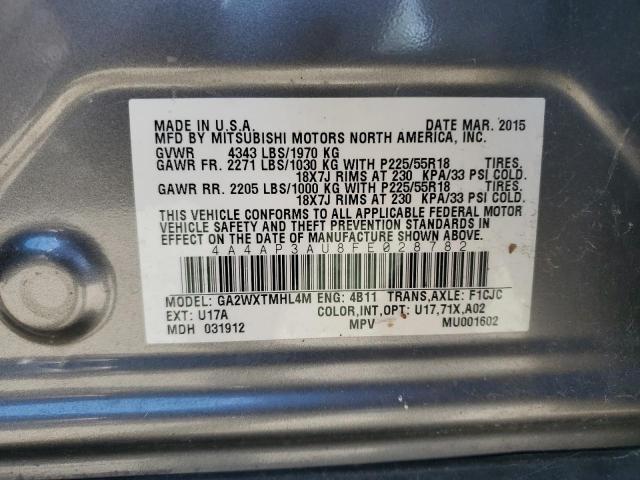 MADE IN U.S.A. DATE MAR. 2015
MFD BY MITSUBISHI MOTORS NORTH AMERICA, INC.
GVWR 4343 LBS/1970 KG
GAWR FR. 2271 LBS/1030 KG WITH P225/55R18 TIRES.
18X7J RIMS AT 230 KPA/33 PSI COLD.
GAWR RR. 2205 LBS/1000 KG WITH P225/55R18 TIRES.
18X7J RIMS AT 230 KPA/33 PSI COLD.
THIS VEHICLE CONFORMS TO ALL APPLICABLE FEDERAL MOTOR
VEHICLE SAFETY AND THEFT PREVENTION STANDARDS IN
EFFECT ON THE DATE OF MANUFACTURE SHOWN ABOVE.
4A4AP3AU8FE028782
MODEL: GA2WXTMHL4M ENG: 4B11 TRANS,AXLE: F1CJC
EXT: U17A COLOR,INT,OPT: U17,71X,A02
MDH 031912 MPV MU001602